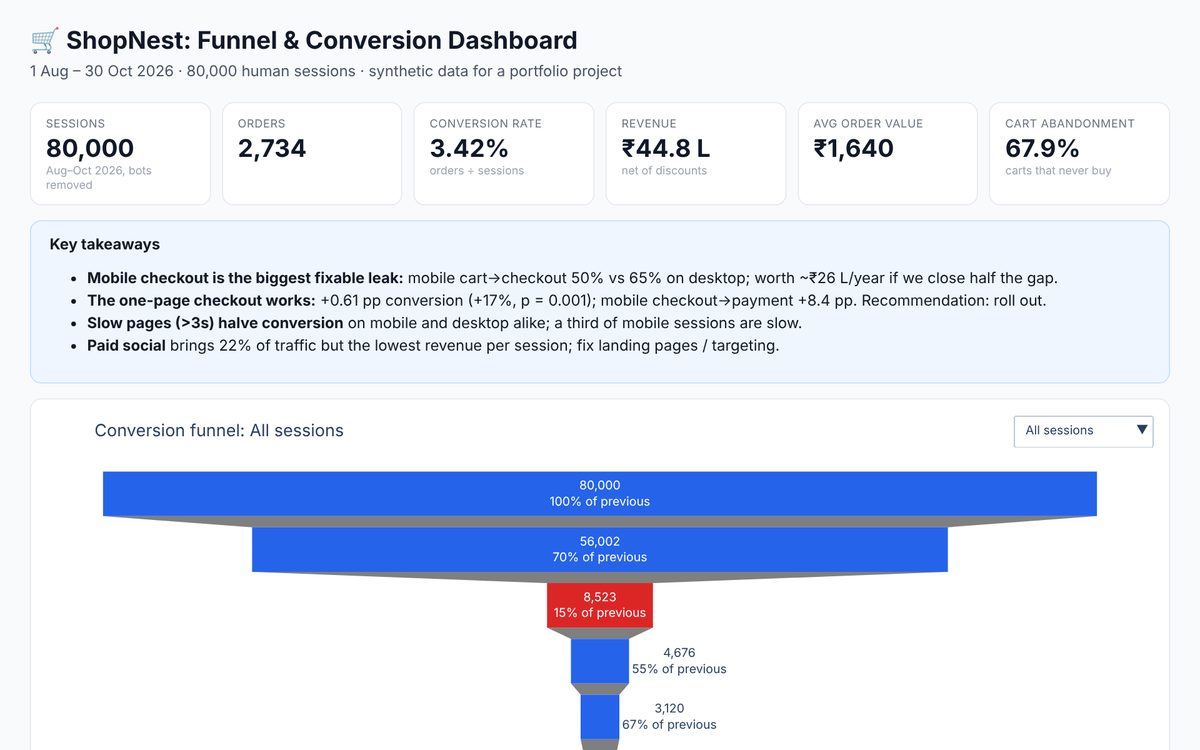 🛒 ShopNest: Funnel & Conversion Dashboard
1 Aug – 30 Oct 2026 · 80,000 human sessions · synthetic data for a portfolio project
SESSIONS
80,000
Aug–Oct 2026, bots
removed
ORDERS
2,734
CONVERSION RATE
3.42%
orders ÷ sessions
REVENUE
₹44.8 L
net of discounts
AVG ORDER VALUE
₹1,640
CART ABANDONMENT
67.9%
carts that never buy
Key takeaways
• Mobile checkout is the biggest fixable leak: mobile cart→checkout 50% vs 65% on desktop; worth ~₹26 L/year if we close half the gap.
• The one-page checkout works: +0.61 pp conversion (+17%, p = 0.001); mobile checkout→payment +8.4 pp. Recommendation: roll out.
• Slow pages (>3s) halve conversion on mobile and desktop alike; a third of mobile sessions are slow.
• Paid social brings 22% of traffic but the lowest revenue per session; fix landing pages / targeting.
Conversion funnel: All sessions
All sessions ▼
80,000
100% of previous
56,002
70% of previous
8,523
15% of previous
4,676
55% of previous
3,120
67% of previous